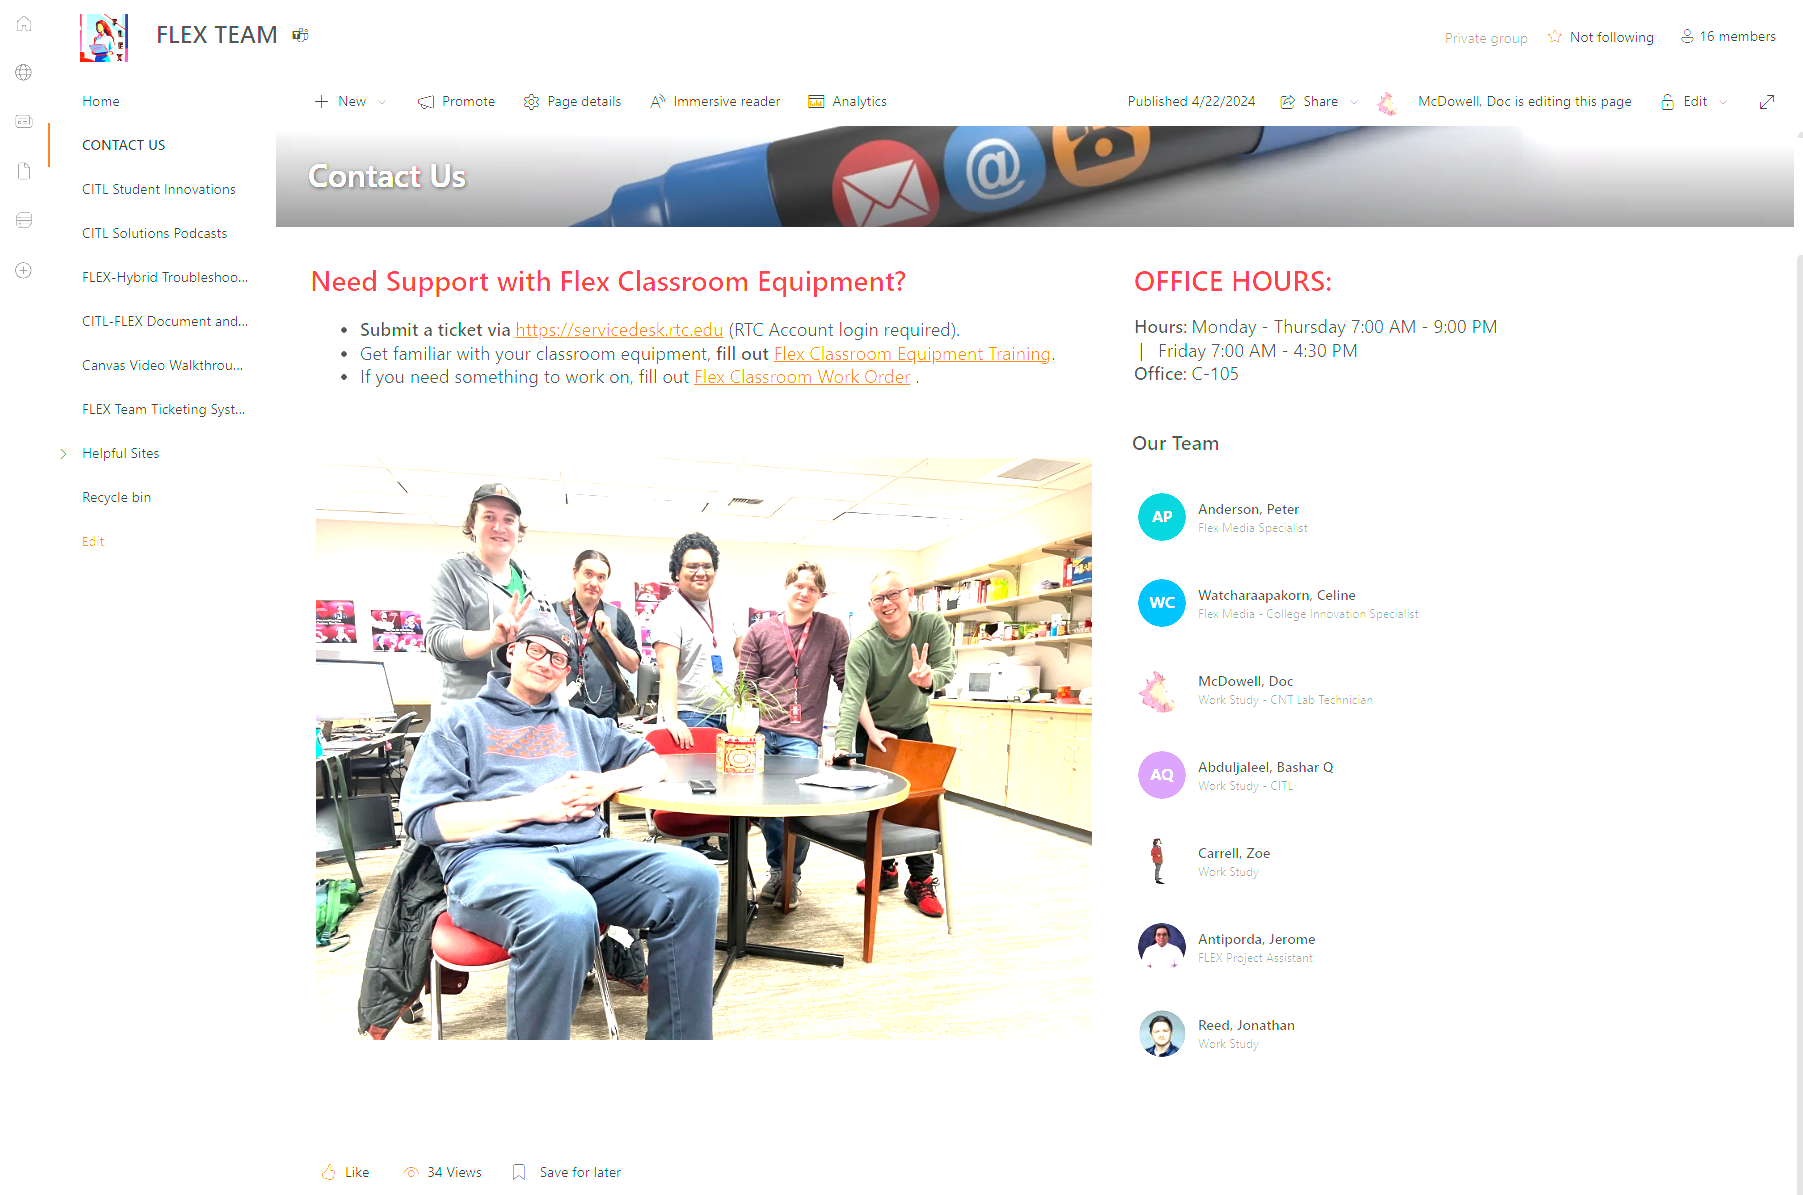 FLEX TEAM
Private group
Not following
16 members
Home
CONTACT US
CITL Student Innovations
CITL Solutions Podcasts
FLEX-Hybrid Troubleshoo...
CITL-FLEX Document and...
Canvas Video Walkthrou...
FLEX Team Ticketing Syst...
Helpful Sites
Recycle bin
Edit
New
Promote
Page details
Immersive reader
Analytics
Published 4/22/2024
Share
McDowell, Doc is editing this page
Edit
Contact Us
Need Support with Flex Classroom Equipment?
• Submit a ticket via https://servicedesk.rtc.edu (RTC Account login required).
• Get familiar with your classroom equipment, fill out Flex Classroom Equipment Training.
• If you need something to work on, fill out Flex Classroom Work Order .
OFFICE HOURS:
Hours: Monday - Thursday 7:00 AM - 9:00 PM
| Friday 7:00 AM - 4:30 PM
Office: C-105
Our Team
AP
Anderson, Peter
Flex Media Specialist
WC
Watcharaapakorn, Celine
Flex Media - College Innovation Specialist
McDowell, Doc
Work Study - CNT Lab Technician
AQ
Abduljaleel, Bashar Q
Work Study - CITL
Carrell, Zoe
Work Study
Antiporda, Jerome
FLEX Project Assistant
Reed, Jonathan
Work Study
Like
34 Views
Save for later